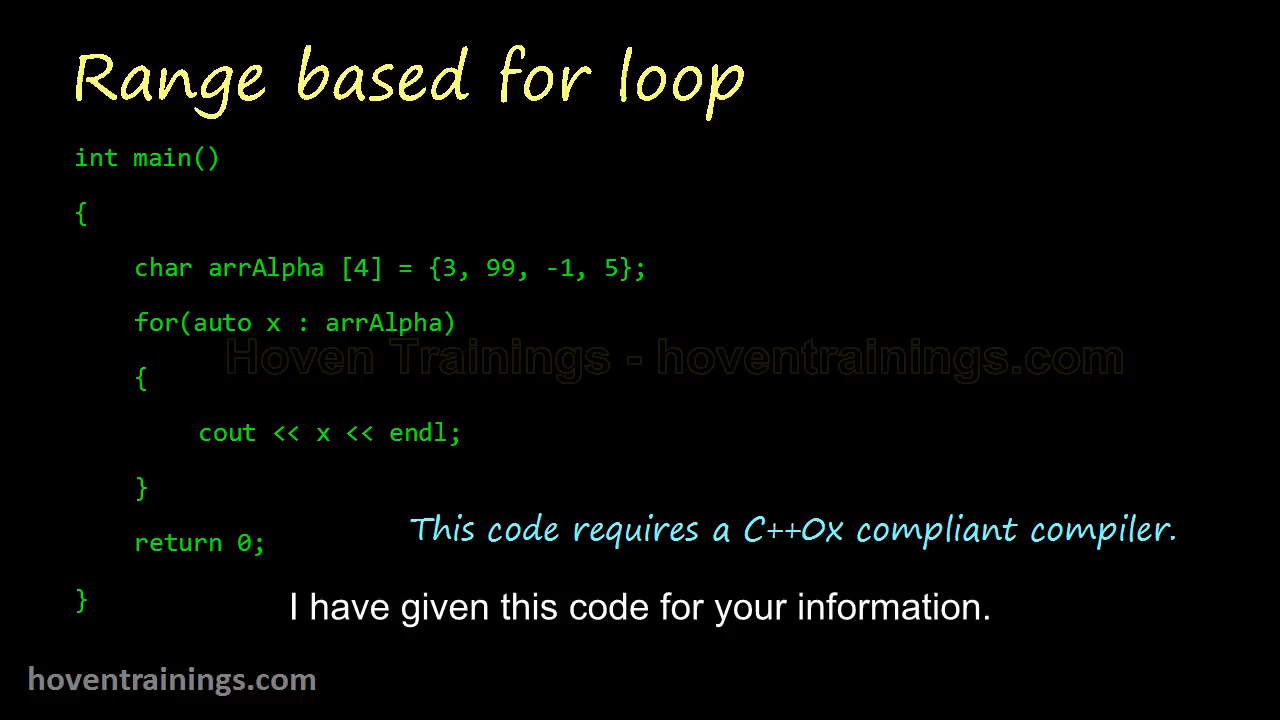 Range based for loop
int main()
{
char arrAlpha [4] = {3, 99, -1, 5};
for(auto x : arrAlpha)
Hoven Trainings - hoventrainings.com
{
cout << x << endl;
}
This code requires a C++0x compliant compiler.
return 0;
}
I have given this code for your information.
hoventrainings.com